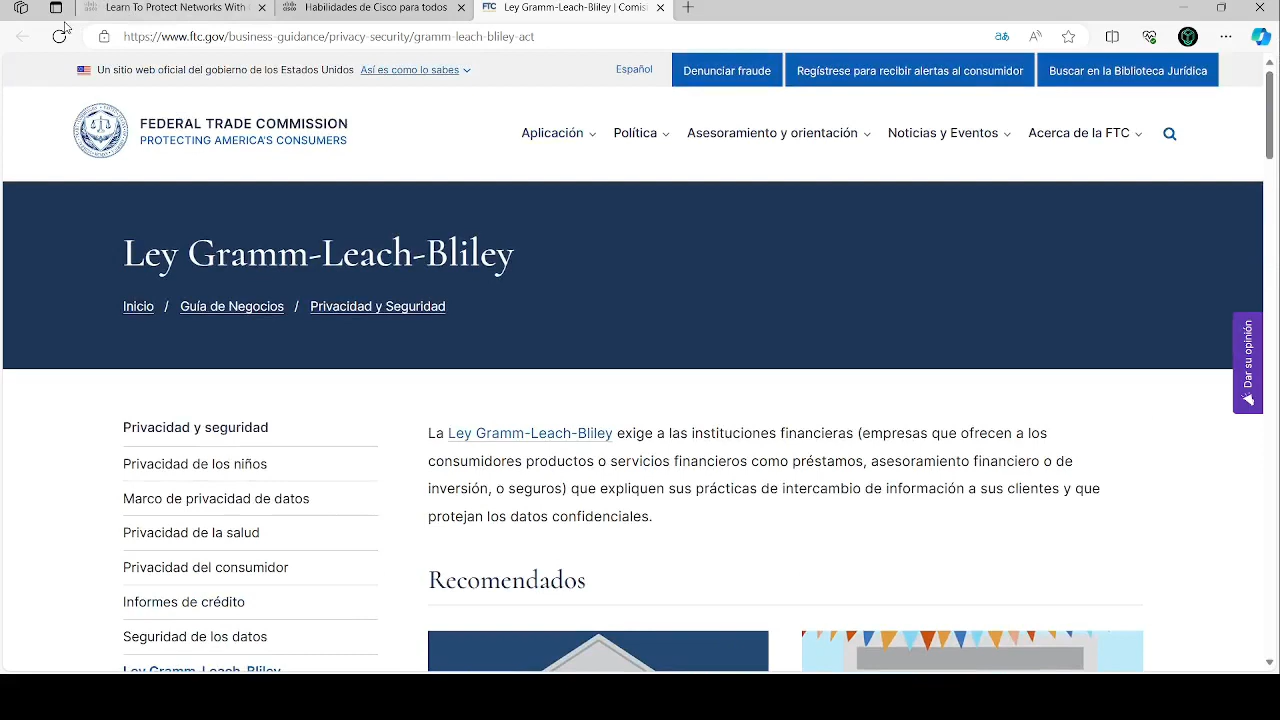 Learn To Protect Networks With
Habilidades de Cisco para todos
FTC Ley Gramm-Leach-Bliley | Comis
https://www.ftc.gov/business-guidance/privacy-security/gramm-leach-bliley-act
Un sitio web oficial del gobierno de los Estados Unidos Así es como lo sabes
Español
Denunciar fraude
Regístrese para recibir alertas al consumidor
Buscar en la Biblioteca Jurídica
FEDERAL TRADE COMMISSION
PROTECTING AMERICA'S CONSUMERS
Aplicación
Política
Asesoramiento y orientación
Noticias y Eventos
Acerca de la FTC
Ley Gramm-Leach-Bliley
Inicio / Guía de Negocios / Privacidad y Seguridad
Dar su opinión
Privacidad y seguridad
Privacidad de los niños
Marco de privacidad de datos
Privacidad de la salud
Privacidad del consumidor
Informes de crédito
Seguridad de los datos
Ley Gramm-Leach-Bliley
La Ley Gramm-Leach-Bliley exige a las instituciones financieras (empresas que ofrecen a los
consumidores productos o servicios financieros como préstamos, asesoramiento financiero o de
inversión, o seguros) que expliquen sus prácticas de intercambio de información a sus clientes y que
protejan los datos confidenciales.
Recomendados